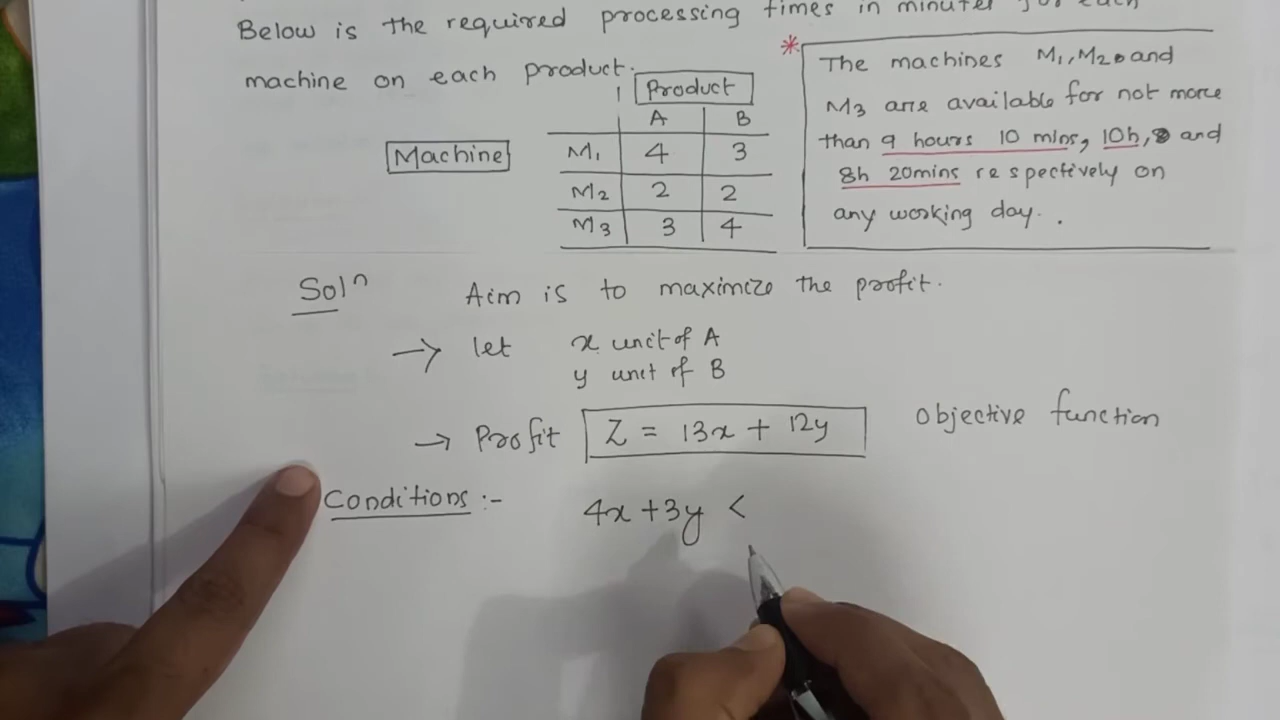 Below is the required processing times in minutes for each
machine on each product.
Product
A B
Machine
M1 4 3
M2 2 2
M3 3 4
* The machines M1, M2 and
M3 are available for not more
than 9 hours 10 mins, 10h, and
8h 20mins respectively on
any working day.
Solⁿ Aim is to maximize the profit.
→ let x unit of A
y unit of B
→ Profit Z = 13x + 12y Objective function
Conditions :- 4x + 3y <